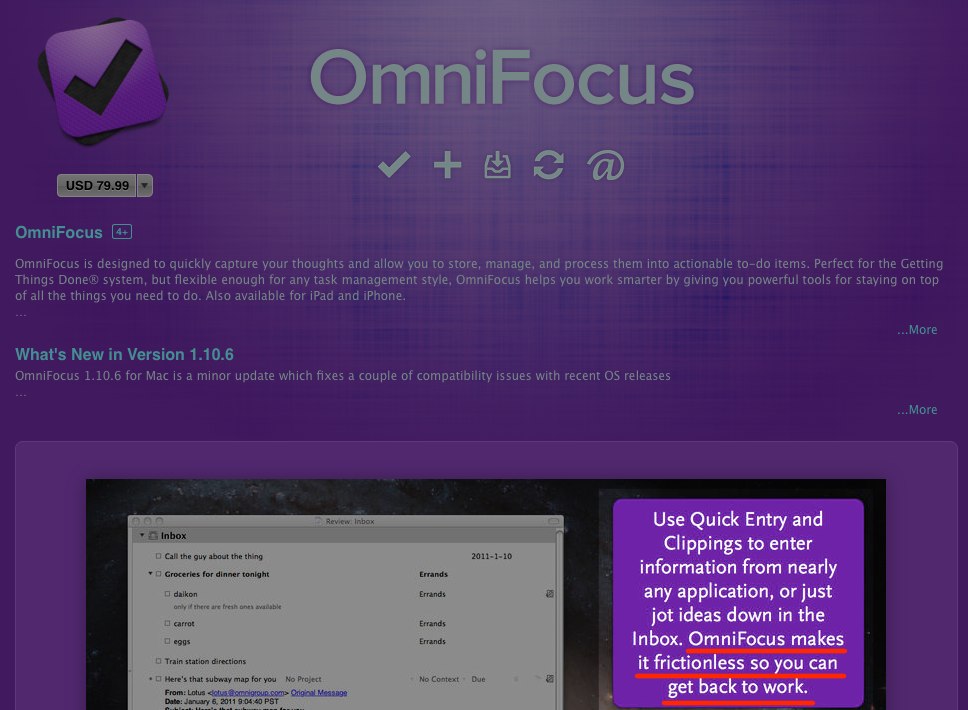 OmniFocus
@
USD 79.99
OmniFocus 4+
OmniFocus is designed to quickly capture your thoughts and allow you to store, manage, and process them into actionable to-do items. Perfect for the Getting
Things Done® system, but flexible enough for any task management style, OmniFocus helps you work smarter by giving you powerful tools for staying on top
of all the things you need to do. Also available for iPad and iPhone.
...
...More
What's New in Version 1.10.6
OmniFocus 1.10.6 for Mac is a minor update which fixes a couple of compatibility issues with recent OS releases
...
...More
Review: Inbox
Inbox
Call the guy about the thing 2011-1-10
Groceries for dinner tonight Errands
daikon Errands
only if there are fresh ones available
carrot Errands
eggs Errands
Train station directions
Here's that subway map for you No Project No Context Due
From: Lotus <lotus@omnigroup.com> Original Message
Date: January 6, 2011 9:04:40 PST
Subject: Here's that subway map for you
Use Quick Entry and
Clippings to enter
information from nearly
any application, or just
jot ideas down in the
Inbox. OmniFocus makes
it frictionless so you can
get back to work.